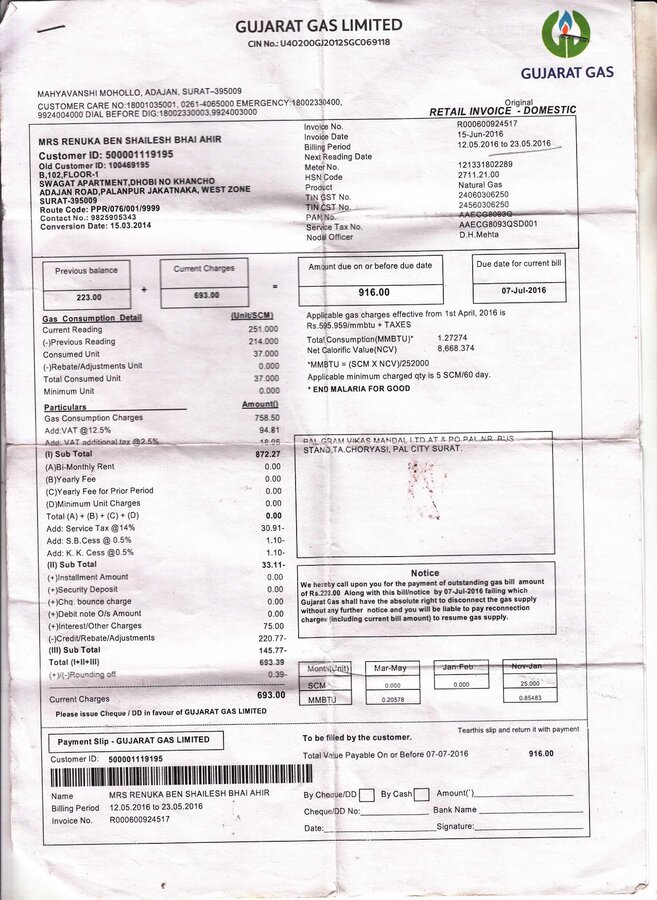 GUJARAT GAS LIMITED
CIN No.: U40200GJ2012SGC069118
GUJARAT GAS
MAHYAVANSHI MOHOLLO, ADAJAN, SURAT–395009
CUSTOMER CARE NO:18001035001, 0261-4065000 EMERGENCY:18002330400,
9924004000 DIAL BEFORE DIG:18002330003,9924003000
Original
RETAIL INVOICE - DOMESTIC
MRS RENUKA BEN SHAILESH BHAI AHIR
Customer ID: 500001119195
Old Customer ID: 100469195
B,102,FLOOR-1
SWAGAT APARTMENT,DHOBI NO KHANCHO
ADAJAN ROAD,PALANPUR JAKATNAKA, WEST ZONE
SURAT-395009
Route Code: PPR/076/001/9999
Contact No.: 9825905343
Conversion Date: 15.03.2014
Invoice No. R000600924517
Invoice Date 15-Jun-2016
Billing Period 12.05.2016 to 23.05.2016
Next Reading Date
Meter No. 121331802289
HSN Code 2711.21.00
Product Natural Gas
TIN GST No. 24060306250
TIN CST No. 24560306250
PAN No. AAECG8093Q
Service Tax No. AAECG8093QSD001
Nodal Officer D.H.Mehta
Previous balance
223.00
+
Current Charges
693.00
=
Amount due on or before due date
916.00
Due date for current bill
07-Jul-2016
Gas Consumption Detail (Unit/SCM)
Current Reading 251.000
(-)Previous Reading 214.000
Consumed Unit 37.000
(-)Rebate/Adjustments Unit 0.000
Total Consumed Unit 37.000
Minimum Unit 0.000
Applicable gas charges effective from 1st April, 2016 is
Rs.595.959/mmbtu + TAXES
Total Consumption(MMBTU)* 1.27274
Net Calorific Value(NCV) 8,668.374
*MMBTU = (SCM X NCV)/252000
Applicable minimum charged qty is 5 SCM/60 day.
* END MALARIA FOR GOOD
Particulars Amount()
Gas Consumption Charges 758.50
Add:VAT @12.5% 94.81
Add: VAT additional tax @2.5% 18.96
(I) Sub Total 872.27
(A)Bi-Monthly Rent 0.00
(B)Yearly Fee 0.00
(C)Yearly Fee for Prior Period 0.00
(D)Minimum Unit Charges 0.00
Total (A) + (B) + (C) + (D) 0.00
Add: Service Tax @14% 30.91-
Add: S.B.Cess @ 0.5% 1.10-
Add: K. K. Cess @0.5% 1.10-
(II) Sub Total 33.11-
(+)Installment Amount 0.00
(+)Security Deposit 0.00
(+)Chq. bounce charge 0.00
(+)Debit note O/s Amount 0.00
(+)Interest/Other Charges 75.00
(-)Credit/Rebate/Adjustments 220.77-
(III) Sub Total 145.77-
Total (I+II+III) 693.39
(+)/(-)Rounding off 0.39-
Current Charges 693.00
Please issue Cheque / DD in favour of GUJARAT GAS LIMITED
PAL GRAM VIKAS MANDAL LTD,AT & PO PAL,NR. BUS
STAND,TA.CHORYASI, PAL CITY SURAT.
Notice
We hereby call upon you for the payment of outstanding gas bill amount
of Rs.223.00 Along with this bill/notice by 07-Jul-2016 failing which
Gujarat Gas shall have the absolute right to disconnect the gas supply
without any further notice and you will be liable to pay reconnection
charges (including current bill amount) to resume gas supply.
Month(Unit) Mar-May Jan-Feb Nov-Jan
SCM 0.000 0.000 25.000
MMBTU 0.20578 0.85483
Tearthis slip and return it with payment
Payment Slip - GUJARAT GAS LIMITED
Customer ID: 500001119195
Name MRS RENUKA BEN SHAILESH BHAI AHIR
Billing Period 12.05.2016 to 23.05.2016
Invoice No. R000600924517
To be filled by the customer.
Total Value Payable On or Before 07-07-2016 916.00
By Cheque/DD By Cash Amount(`)
Cheque/DD No: Bank Name
Date: Signature: